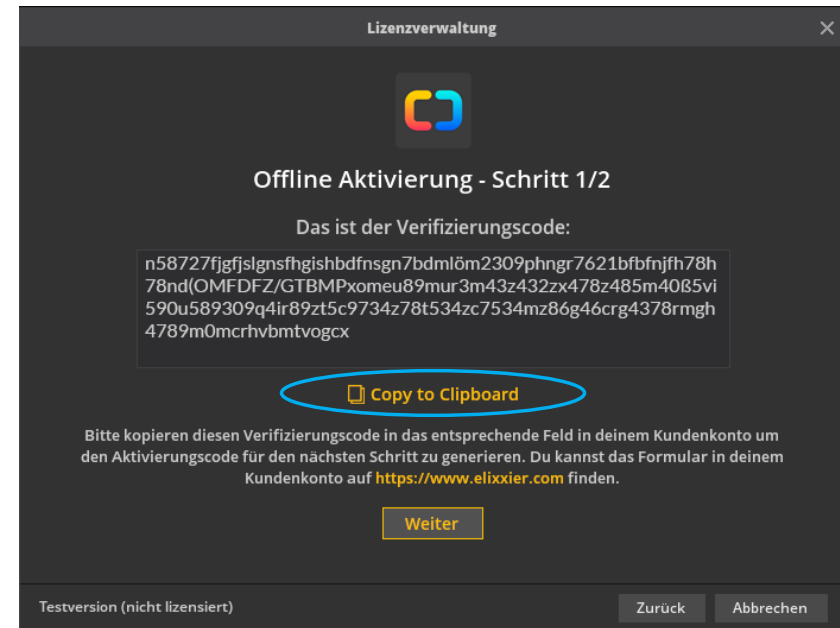 Lizenzverwaltung
Offline Aktivierung - Schritt 1/2
Das ist der Verifizierungscode:
n58727fjgfjslgnsfhgishbdfnsgn7bdmlöm2309phngr7621bfbfnjfh78h
78nd(OMFDFZ/GTBMPxomeu89mur3m43z432zx478z485m40ß5vi
590u589309q4ir89zt5c9734z78t534zc7534mz86g46crg4378rmgh
4789m0mcrhvbmtvogcx
Copy to Clipboard
Bitte kopieren diesen Verifizierungscode in das entsprechende Feld in deinem Kundenkonto um
den Aktivierungscode für den nächsten Schritt zu generieren. Du kannst das Formular in deinem
Kundenkonto auf https://www.elixxier.com finden.
Weiter
Testversion (nicht lizensiert)
Zurück
Abbrechen